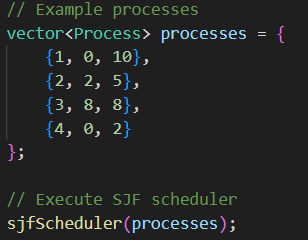 // Example processes
vector<Process> processes = {
    {1, 0, 10},
    {2, 2, 5},
    {3, 8, 8},
    {4, 0, 2}
};
// Execute SJF scheduler
sjfScheduler(processes);